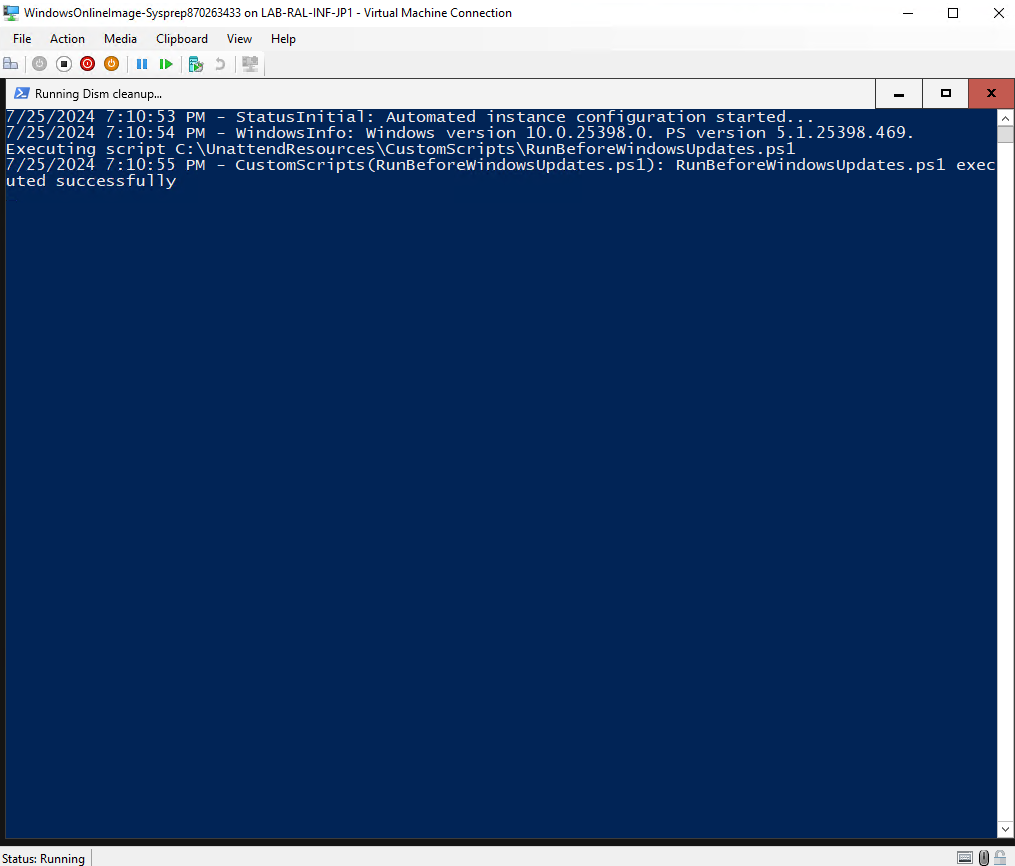 WindowsOnlineImage-Sysprep870263433 on LAB-RAL-INF-JP1 - Virtual Machine Connection
File Action Media Clipboard View Help
Running Dism cleanup...
7/25/2024 7:10:53 PM - StatusInitial: Automated instance configuration started...
7/25/2024 7:10:54 PM - WindowsInfo: Windows version 10.0.25398.0. PS version 5.1.25398.469.
Executing script C:\UnattendResources\CustomScripts\RunBeforeWindowsUpdates.ps1
7/25/2024 7:10:55 PM - CustomScripts(RunBeforeWindowsUpdates.ps1): RunBeforeWindowsUpdates.ps1 exec
uted successfully
Status: Running